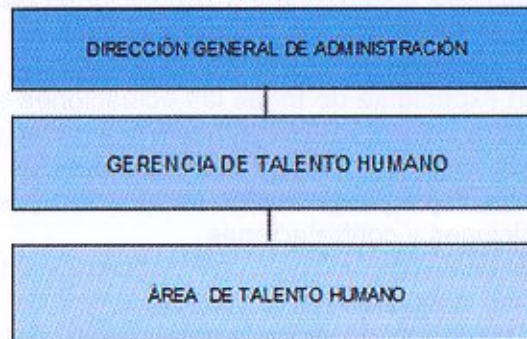 DIRECCIÓN GENERAL DE ADMINISTRACIÓN
GERENCIA DE TALENTO HUMANO
ÁREA DE TALENTO HUMANO